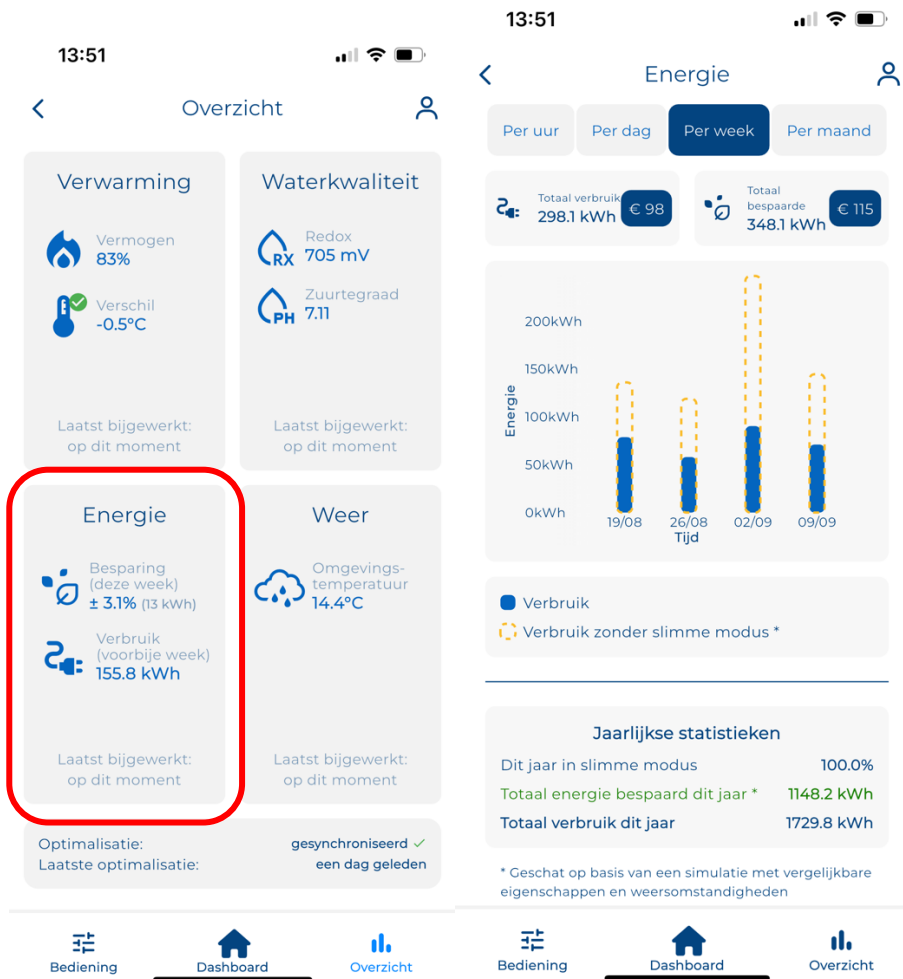 13:51
Overzicht
Verwarming
Vermogen
83%
Verschil
-0.5°C
Laatst bijgewerkt:
op dit moment
Waterkwaliteit
RX
Redox
705 mV
PH
Zuurtegraad
7.11
Laatst bijgewerkt:
op dit moment
Energie
Besparing
(deze week)
± 3.1% (13 kWh)
Verbruik
(voorbije week)
155.8 kWh
Laatst bijgewerkt:
op dit moment
Weer
Omgevings-
temperatuur
14.4°C
Laatst bijgewerkt:
op dit moment
Optimalisatie: gesynchroniseerd ✓
Laatste optimalisatie: een dag geleden
Bediening Dashboard Overzicht
13:51
Energie
Per uur Per dag Per week Per maand
Totaal verbruik
298.1 kWh
€ 98
Totaal
bespaarde
348.1 kWh
€ 115
200kWh
150kWh
100kWh
50kWh
0kWh
Energie
19/08 26/08 02/09 09/09
Tijd
Verbruik
Verbruik zonder slimme modus *
Jaarlijkse statistieken
Dit jaar in slimme modus 100.0%
Totaal energie bespaard dit jaar * 1148.2 kWh
Totaal verbruik dit jaar 1729.8 kWh
* Geschat op basis van een simulatie met vergelijkbare
eigenschappen en weersomstandigheden
Bediening Dashboard Overzicht